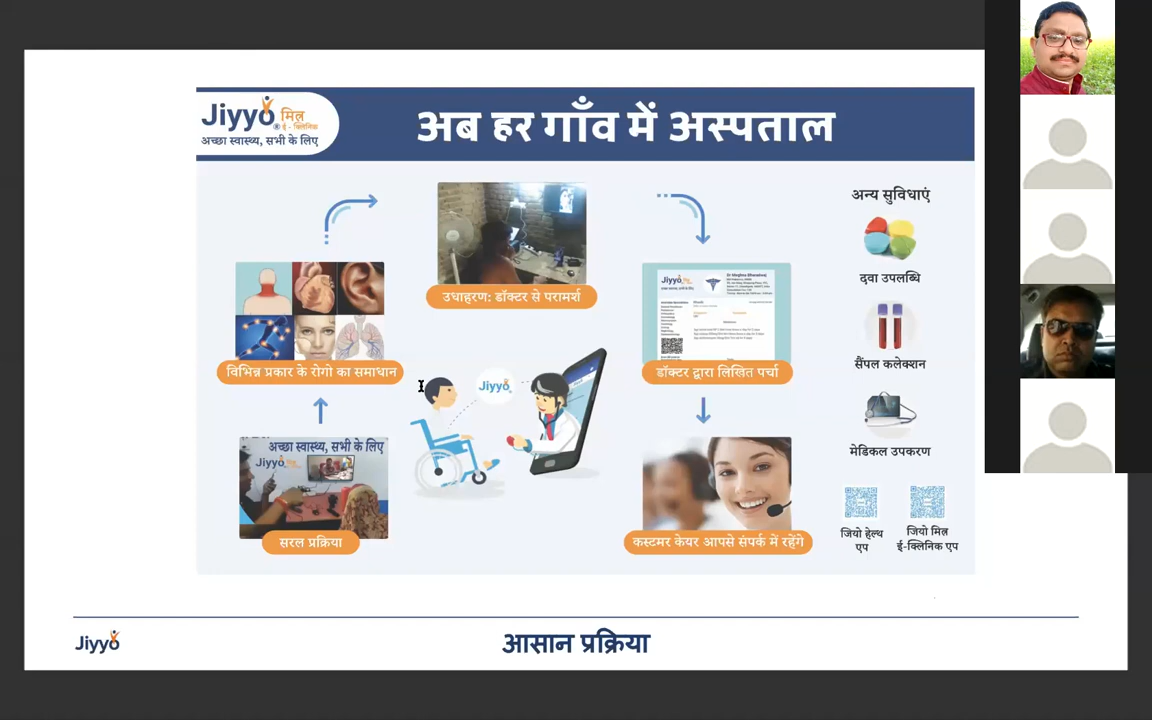 Jiyyo मित्र
ई - क्लिनिक
अच्छा स्वास्थ्य, सभी के लिए
अब हर गाँव में अस्पताल
उधाहरण: डॉक्टर से परामर्श
विभिन्न प्रकार के रोगो का समाधान
अच्छा स्वास्थ्य, सभी के लिए
Jiyyo
सरल प्रक्रिया
Jiyyo
Jiyyo
डॉक्टर द्वारा लिखित पर्चा
कस्टमर केयर आपसे संपर्क में रहेंगे
अन्य सुविधाएं
दवा उपलब्धि
सैंपल कलेक्शन
मेडिकल उपकरण
जियो हेल्थ
एप
जियो मित्र
ई-क्लिनिक एप
Jiyyo
आसान प्रक्रिया